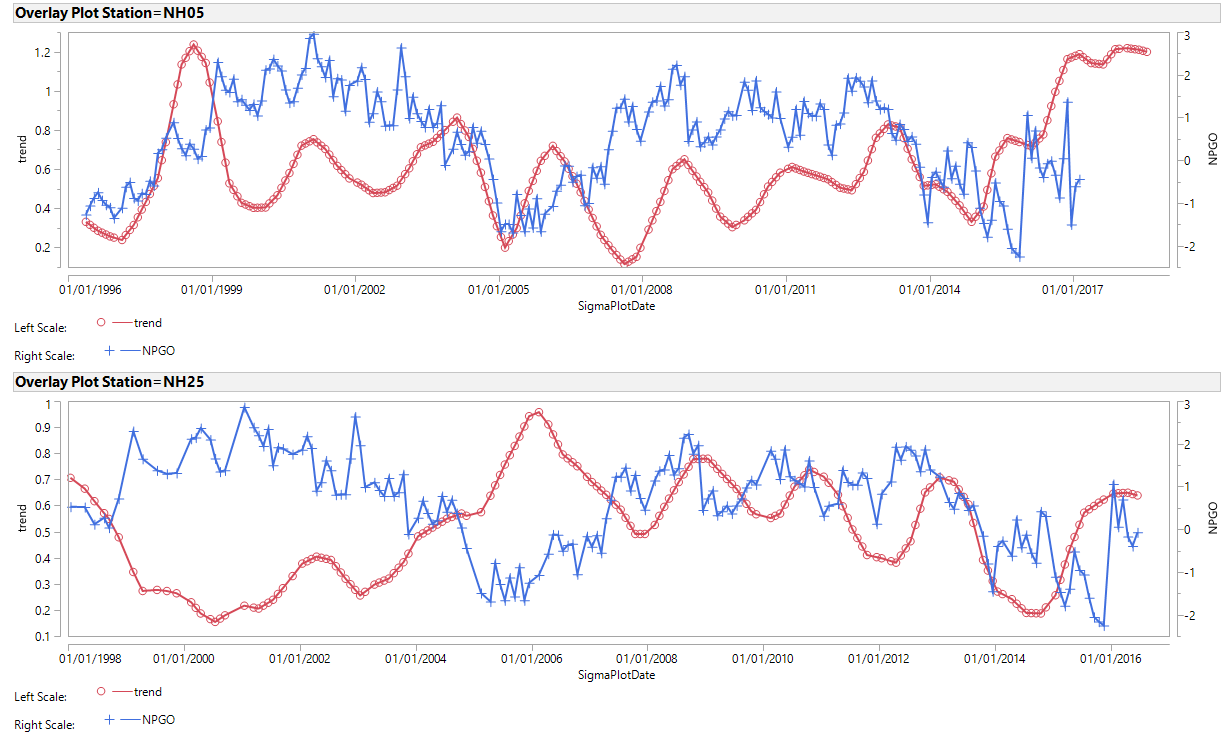 Overlay Plot Station=NH05
trend
1.2
1
0.8
0.6
0.4
0.2
3
2
1
0
-1
-2
NPGO
01/01/1996 01/01/1999 01/01/2002 01/01/2005 01/01/2008 01/01/2011 01/01/2014 01/01/2017
SigmaPlotDate
Left Scale: trend
Right Scale: NPGO
Overlay Plot Station=NH25
trend
1
0.9
0.8
0.7
0.6
0.5
0.4
0.3
0.2
0.1
3
2
1
0
-1
-2
NPGO
01/01/1998 01/01/2000 01/01/2002 01/01/2004 01/01/2006 01/01/2008 01/01/2010 01/01/2012 01/01/2014 01/01/2016
SigmaPlotDate
Left Scale: trend
Right Scale: NPGO